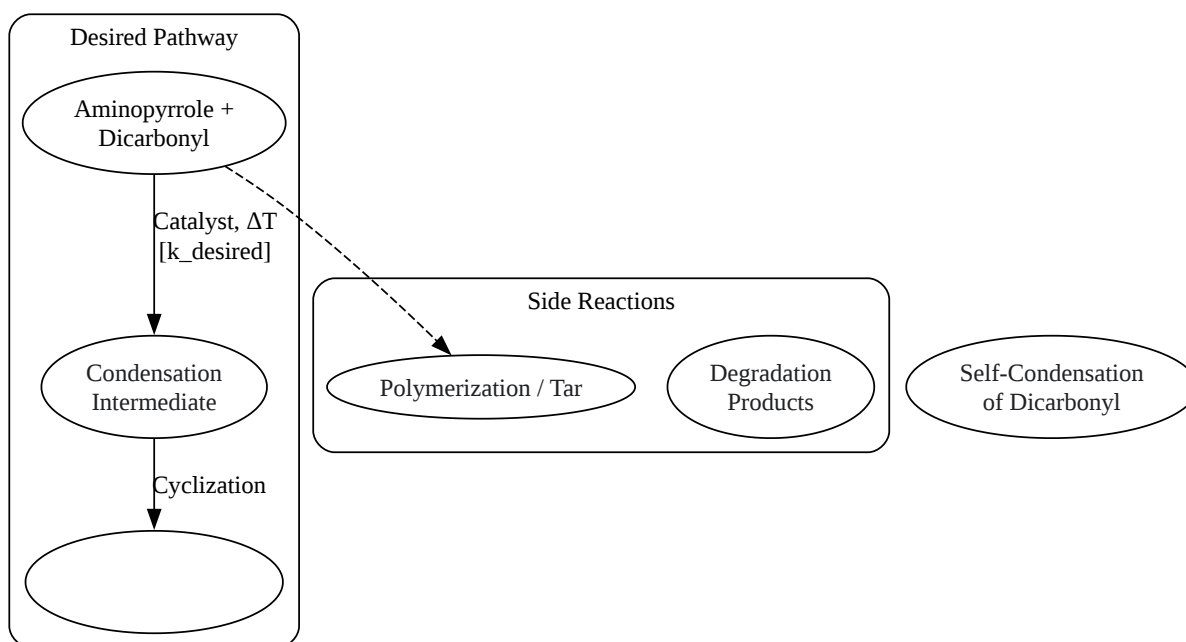 Desired Pathway
Aminopyrrole +
Dicarbonyl
Catalyst, ΔT
[k_desired]
Side Reactions
Condensation
Intermediate
Polymerization / Tar
Degradation
Products
Self-Condensation
of Dicarbonyl
Cyclization